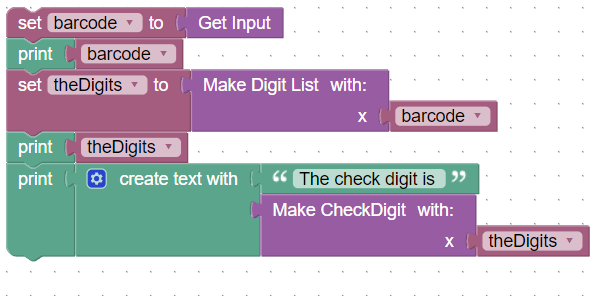 set barcode to Get Input
print barcode
set theDigits to Make Digit List with:
x barcode
print theDigits
print create text with “ The check digit is ”
Make CheckDigit with:
x theDigits